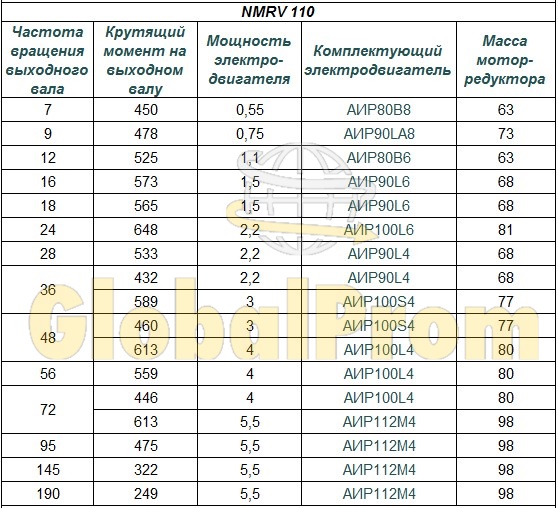 NMRV 110
Частота вращения выходного вала Крутящий момент на выходном валу Мощность электро-двигателя Комплектующий электродвигатель Масса мотор-редуктора
7 450 0,55 АИР80В8 63
9 478 0,75 АИР90LA8 73
12 525 1,1 АИР80В6 63
16 573 1,5 АИР90L6 68
18 565 1,5 АИР90L6 68
24 648 2,2 АИР100L6 81
28 533 2,2 АИР90L4 68
36 432 2,2 АИР90L4 68
589 3 АИР100S4 77
48 460 3 АИР100S4 77
613 4 АИР100L4 80
56 559 4 АИР100L4 80
72 446 4 АИР100L4 80
613 5,5 АИР112М4 98
95 475 5,5 АИР112М4 98
145 322 5,5 АИР112М4 98
190 249 5,5 АИР112М4 98
GlobalProm